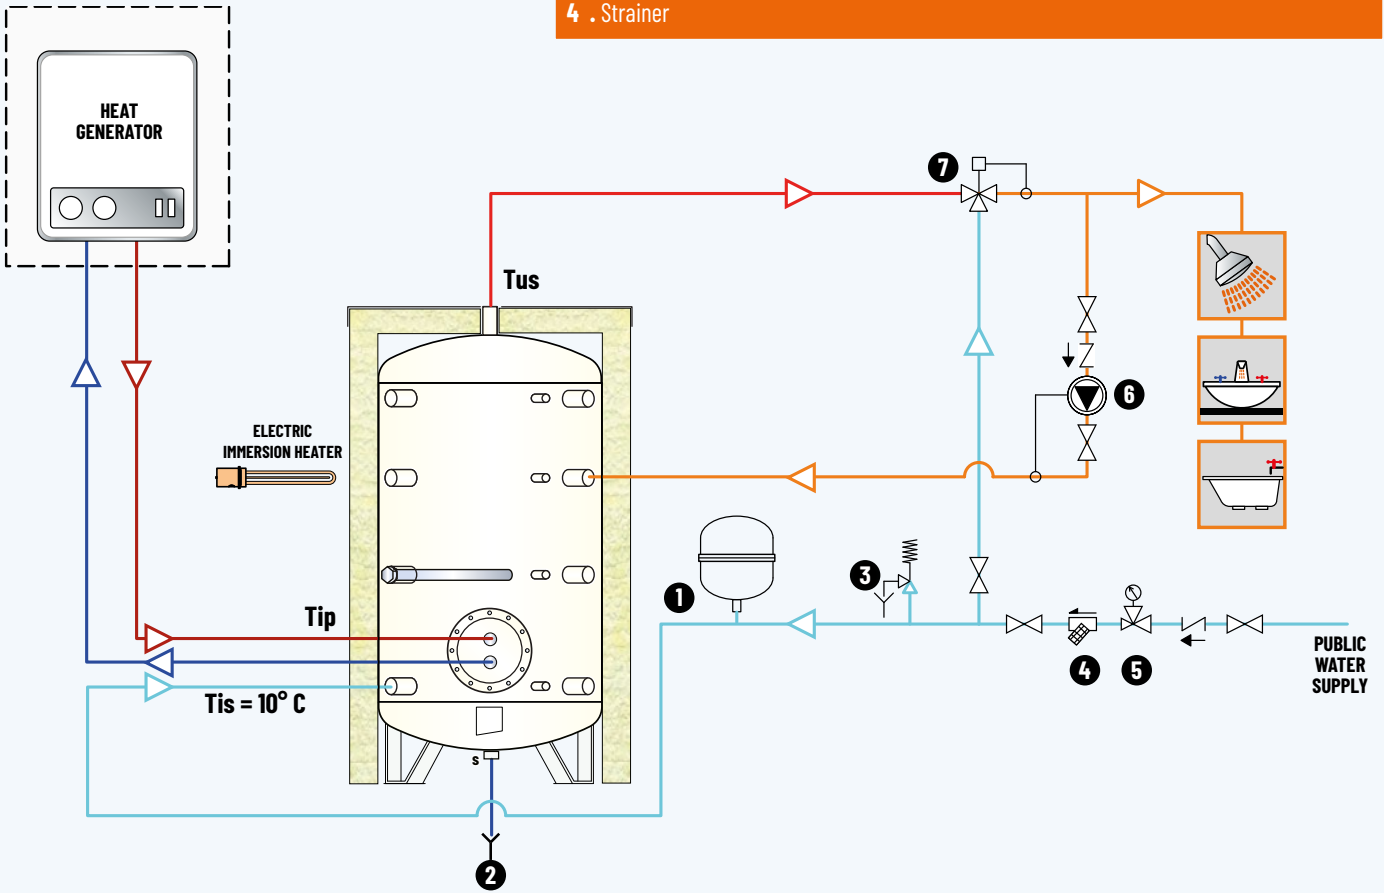 4 . Strainer
HEAT
GENERATOR
7
Tus
6
ELECTRIC
IMMERSION HEATER
3
1
Tip
4
5
PUBLIC
WATER
SUPPLY
Tis = 10° C
s
2